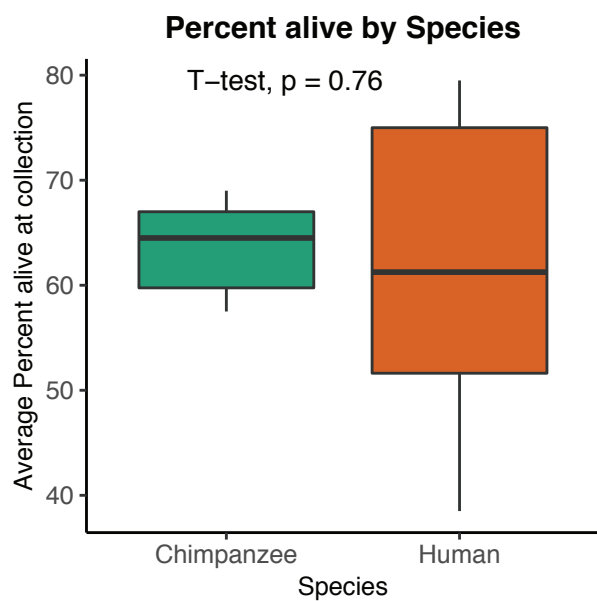 Percent alive by Species
T−test, p = 0.76
Average Percent alive at collection
80
70
60
50
40
Chimpanzee
Human
Species